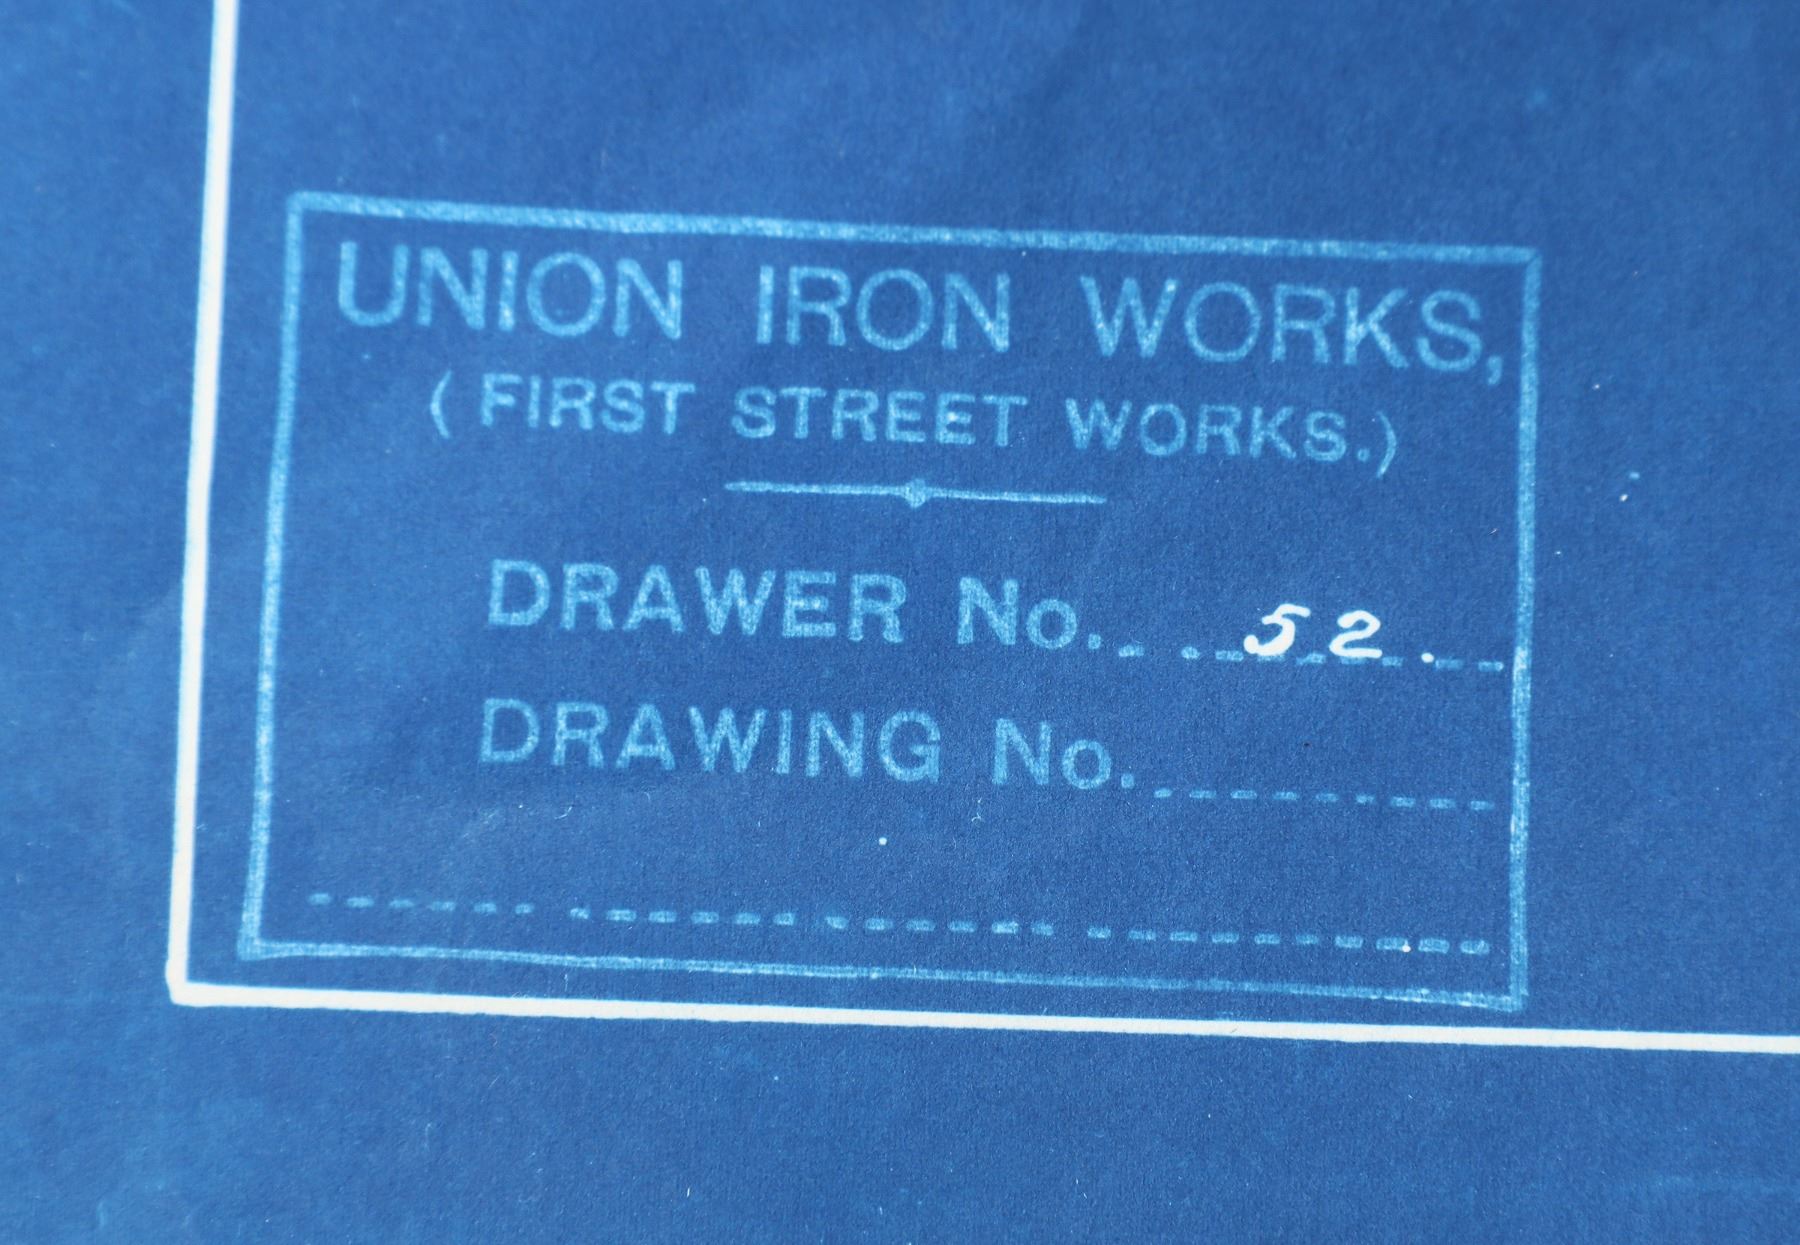 UNION IRON WORKS,
(FIRST STREET WORKS.)
DRAWER No. 52.
DRAWING No.